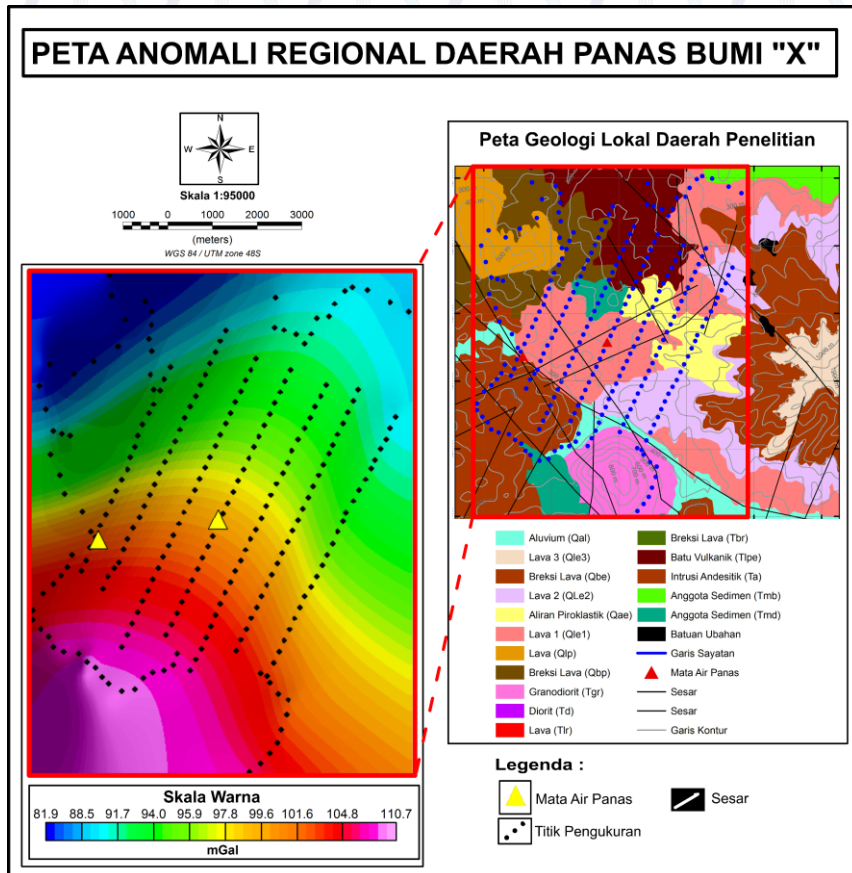 PETA ANOMALI REGIONAL DAERAH PANAS BUMI "X"
N
W E
S
Skala 1:95000
1000 0 1000 2000 3000
(meters)
WGS 84 / UTM zone 48S
Skala Warna
81.9 88.5 91.7 94.0 95.9 97.8 99.6 101.6 104.8 110.7
mGal
Peta Geologi Lokal Daerah Penelitian
Aluvium (Qal)
Lava 3 (Qle3)
Breksi Lava (Qbe)
Lava 2 (QLe2)
Aliran Piroklastik (Qae)
Lava 1 (Qle1)
Lava (Qlp)
Breksi Lava (Qbp)
Granodiorit (Tgr)
Diorit (Td)
Lava (Tlr)
Breksi Lava (Tbr)
Batu Vulkanik (Tlpe)
Intrusi Andesitik (Ta)
Anggota Sedimen (Tmb)
Anggota Sedimen (Tmd)
Batuan Ubahan
Garis Sayatan
Mata Air Panas
Sesar
Sesar
Garis Kontur
Legenda :
Mata Air Panas
Sesar
Titik Pengukuran